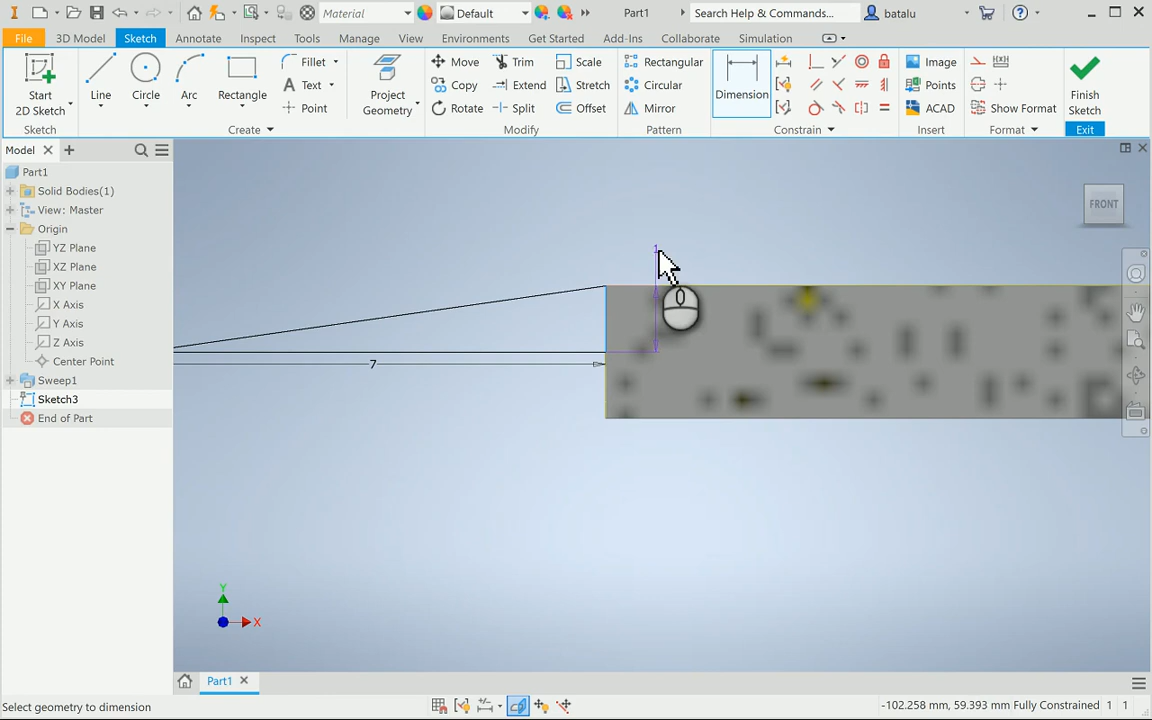 Material
Default
Part1
Search Help & Commands...
batalu
File
3D Model
Sketch
Annotate
Inspect
Tools
Manage
View
Environments
Get Started
Add-Ins
Collaborate
Simulation
Start
2D Sketch
Line
Circle
Arc
Rectangle
Fillet
Text
Point
Project
Geometry
Move
Copy
Rotate
Trim
Extend
Split
Scale
Stretch
Offset
Rectangular
Circular
Mirror
Dimension
Image
Points
ACAD
Show Format
Finish
Sketch
Sketch
Create
Modify
Pattern
Constrain
Insert
Format
Exit
Model
Part1
Solid Bodies(1)
View: Master
Origin
YZ Plane
XZ Plane
XY Plane
X Axis
Y Axis
Z Axis
Center Point
Sweep1
Sketch3
End of Part
FRONT
1
7
Y
X
Part1
Select geometry to dimension
-102.258 mm, 59.393 mm Fully Constrained 1 1